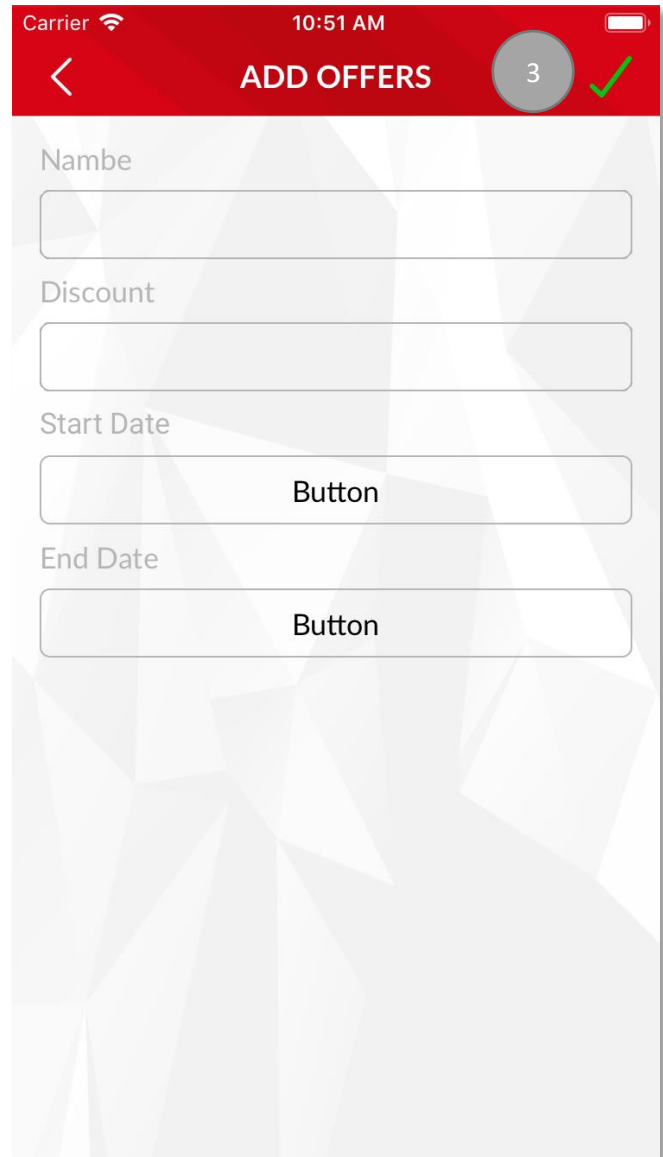 Carrier 10:51 AM
ADD OFFERS 3
Nambe
Discount
Start Date
Button
End Date
Button